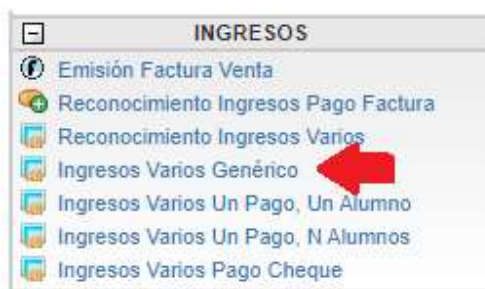 INGRESOS
Emisión Factura Venta
Reconocimiento Ingresos Pago Factura
Reconocimiento Ingresos Varios
Ingresos Varios Genérico
Ingresos Varios Un Pago, Un Alumno
Ingresos Varios Un Pago, N Alumnos
Ingresos Varios Pago Cheque